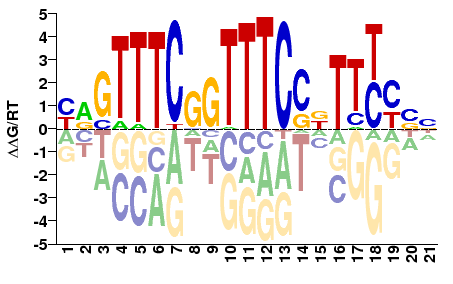 5
4
3
2
1
0
-1
-2
-3
-4
-5
ΔΔG/RT
C A G T T T C G G T T T C C G T T T C C C
T G C A A T G T C C T G
A C T G G C A T C C C C A T C A G G A A A
G T A C C A G T A G A A G G C G G A
1 2 3 4 5 6 7 8 9 10 11 12 13 14 15 16 17 18 19 20 21